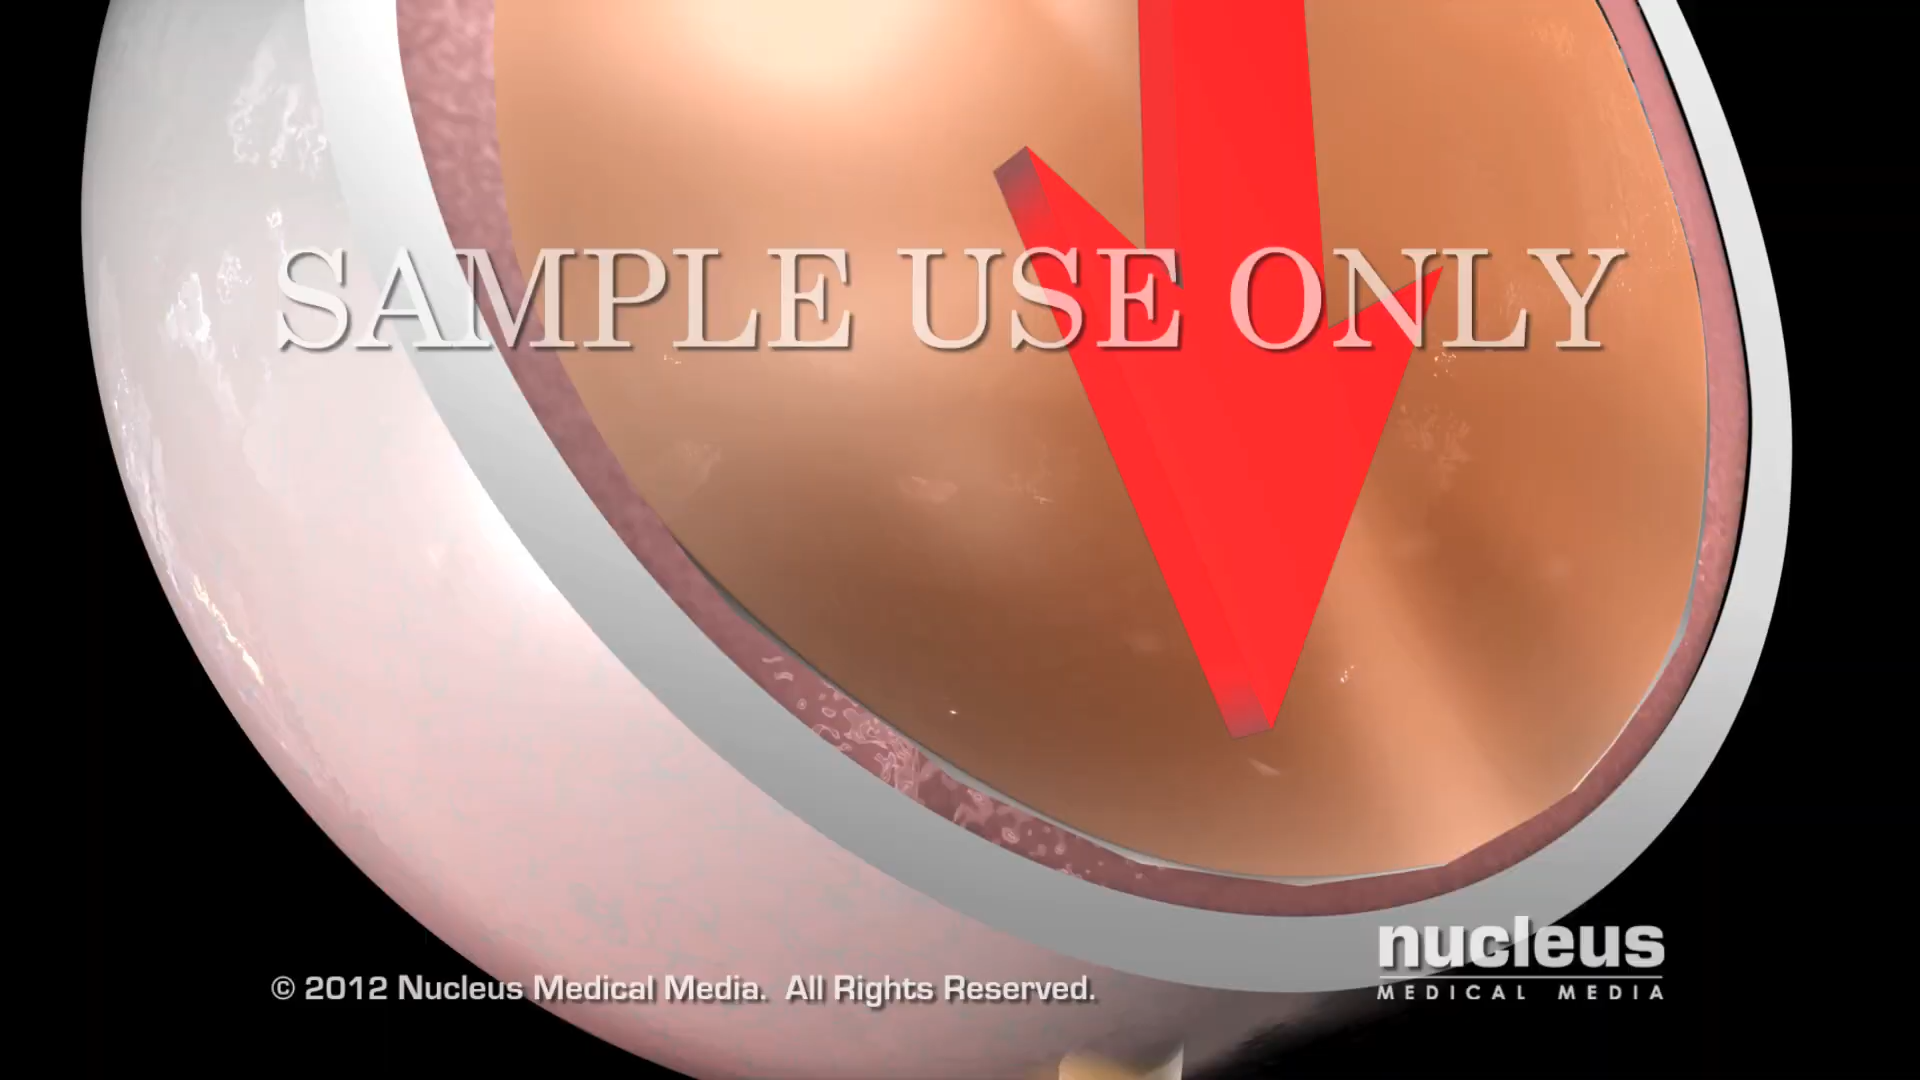 SAMPLE USE ONLY
nucleus
MEDICAL MEDIA
© 2012 Nucleus Medical Media. All Rights Reserved.